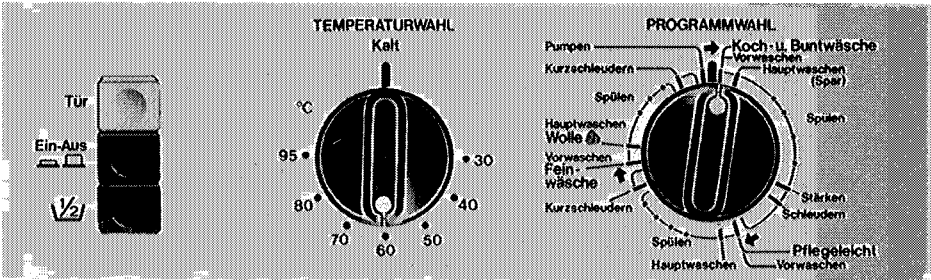 Tür
Ein-Aus
1/2
TEMPERATURWAHL
Kalt
°C
30
40
50
60
70
80
95
PROGRAMMWAHL
Koch- u. Buntwäsche
Vorwaschen
Hauptwaschen
(Spar)
Spülen
Stärken
Schleudern
Pflegeleicht
Vorwaschen
Hauptwaschen
Spülen
Kurzschleudern
Fein-
wäsche
Vorwaschen
Wolle
Hauptwaschen
Spülen
Kurzschleudern
Pumpen